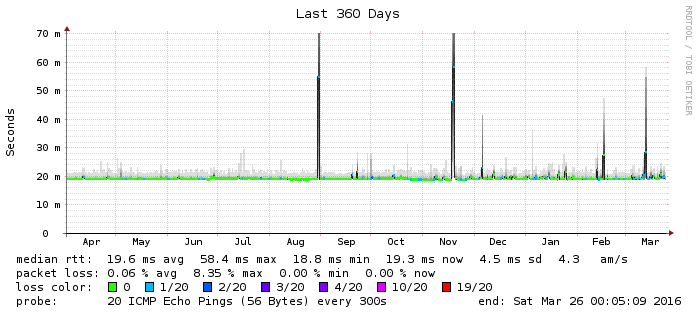 Last 360 Days
RRDTOOL / TOBI OETIKER
Seconds
70 m
60 m
50 m
40 m
30 m
20 m
10 m
0
Apr May Jun Jul Aug Sep Oct Nov Dec Jan Feb Mar
median rtt: 19.6 ms avg 58.4 ms max 18.8 ms min 19.3 ms now 4.5 ms sd 4.3 am/s
packet loss: 0.06 % avg 8.35 % max 0.00 % min 0.00 % now
loss color: 0 1/20 2/20 3/20 4/20 10/20 19/20
probe: 20 ICMP Echo Pings (56 Bytes) every 300s end: Sat Mar 26 00:05:09 2016